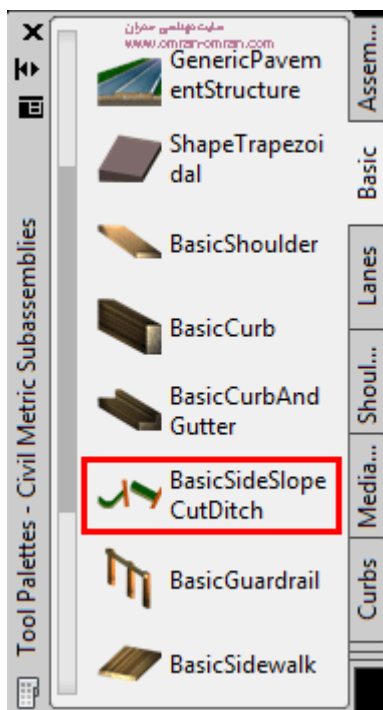 سایت مهندسی عمران
www.omran-omran.com
GenericPavem
entStructure
ShapeTrapezoi
dal
BasicShoulder
BasicCurb
BasicCurbAnd
Gutter
BasicSideSlope
CutDitch
BasicGuardrail
BasicSidewalk
Tool Palettes - Civil Metric Subassemblies
Assem...
Basic
Lanes
Shoul...
Media...
Curbs